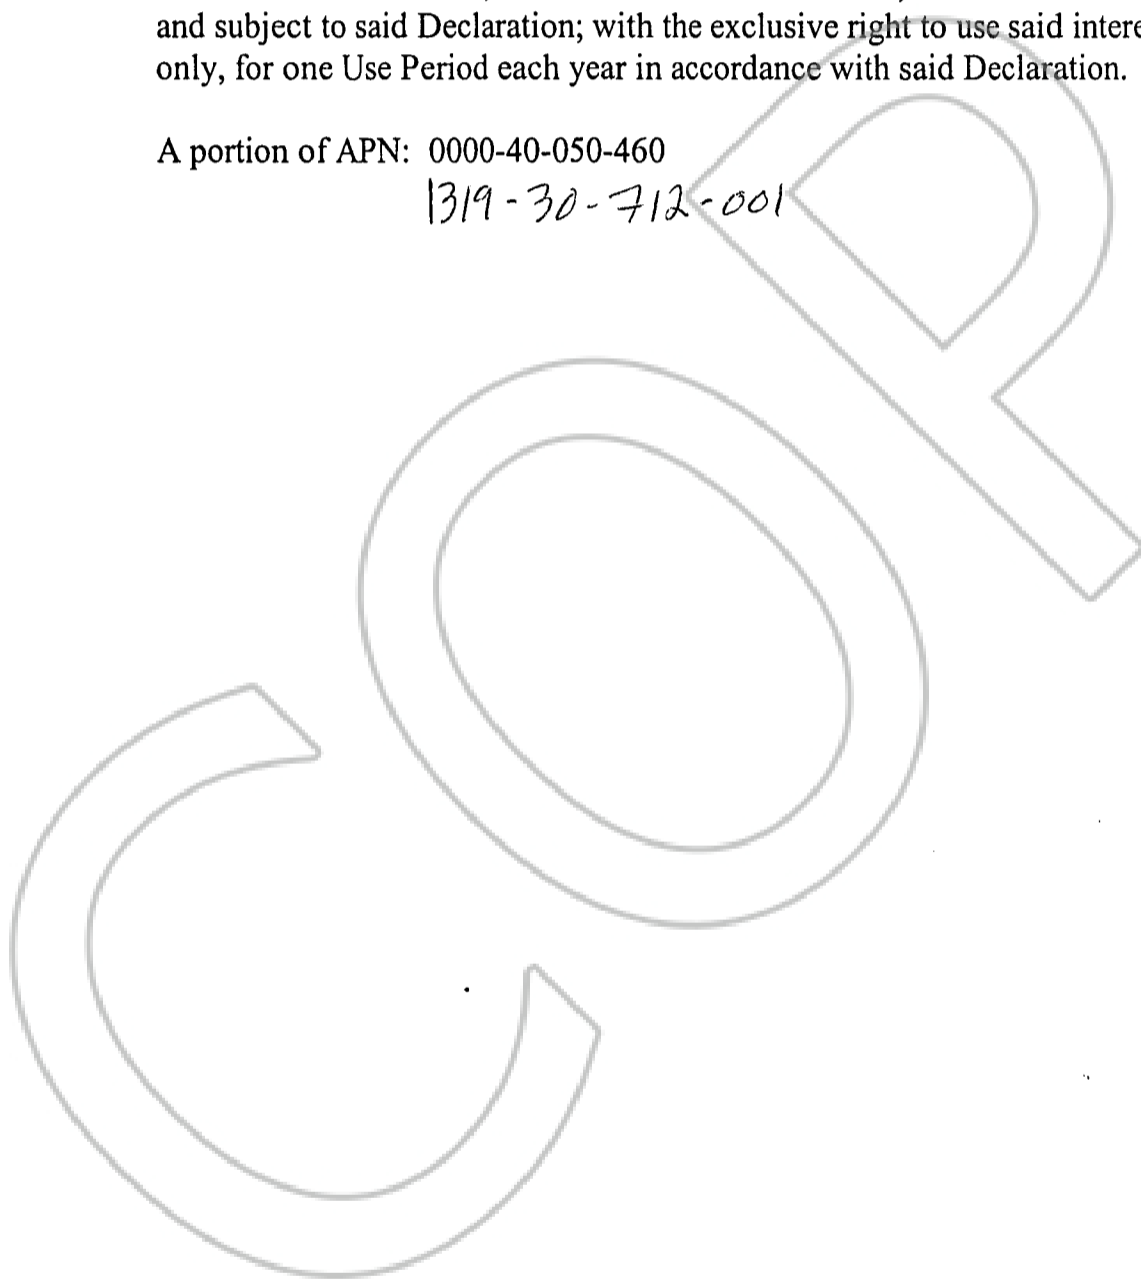 and subject to said Declaration; with the exclusive right to use said
only, for one Use Period each year in accordance with said Declaration.
A portion of APN: 0000-40-050-460
1319-30-712-001
COP